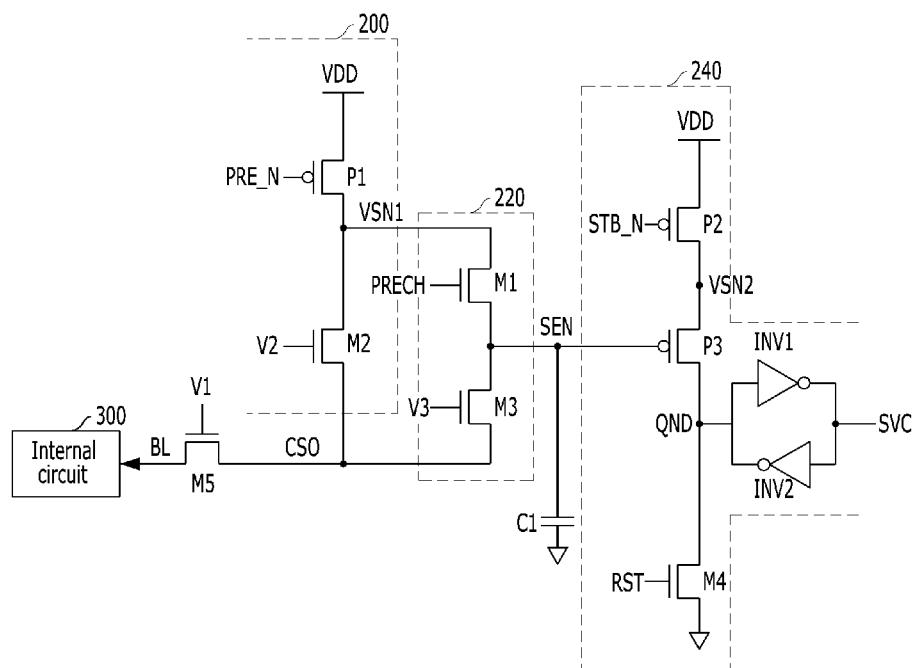 200
VDD
PRE_N
P1
VSN1
220
PRECH
M1
V2
M2
SEN
V3
M3
V1
300
Internal
circuit
BL
M5
CSO
C1
240
VDD
STB_N
P2
VSN2
P3
INV1
QND
SVC
INV2
RST
M4